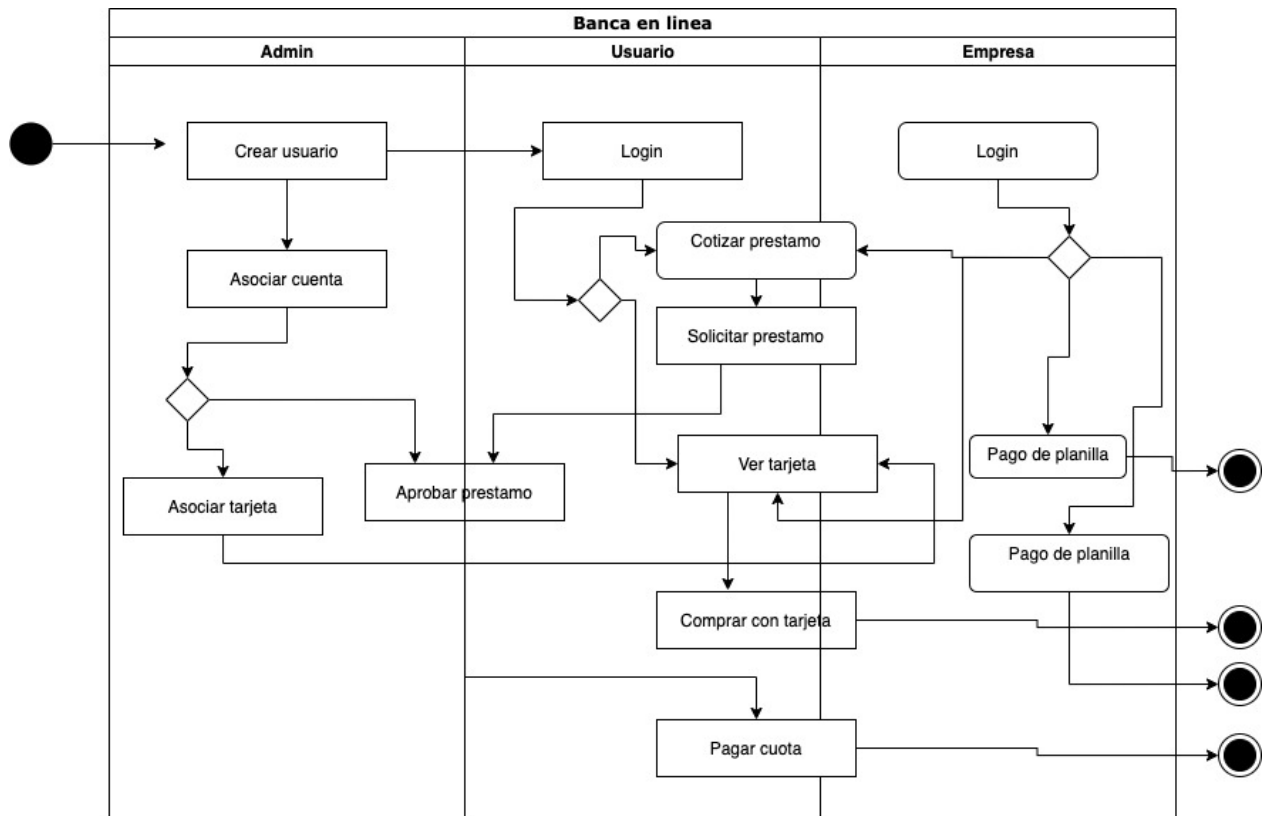 Banca en linea
Admin
Usuario
Empresa
Crear usuario
Login
Login
Cotizar prestamo
Asociar cuenta
Solicitar prestamo
Pago de planilla
Ver tarjeta
Aprobar prestamo
Asociar tarjeta
Pago de planilla
Comprar con tarjeta
Pagar cuota